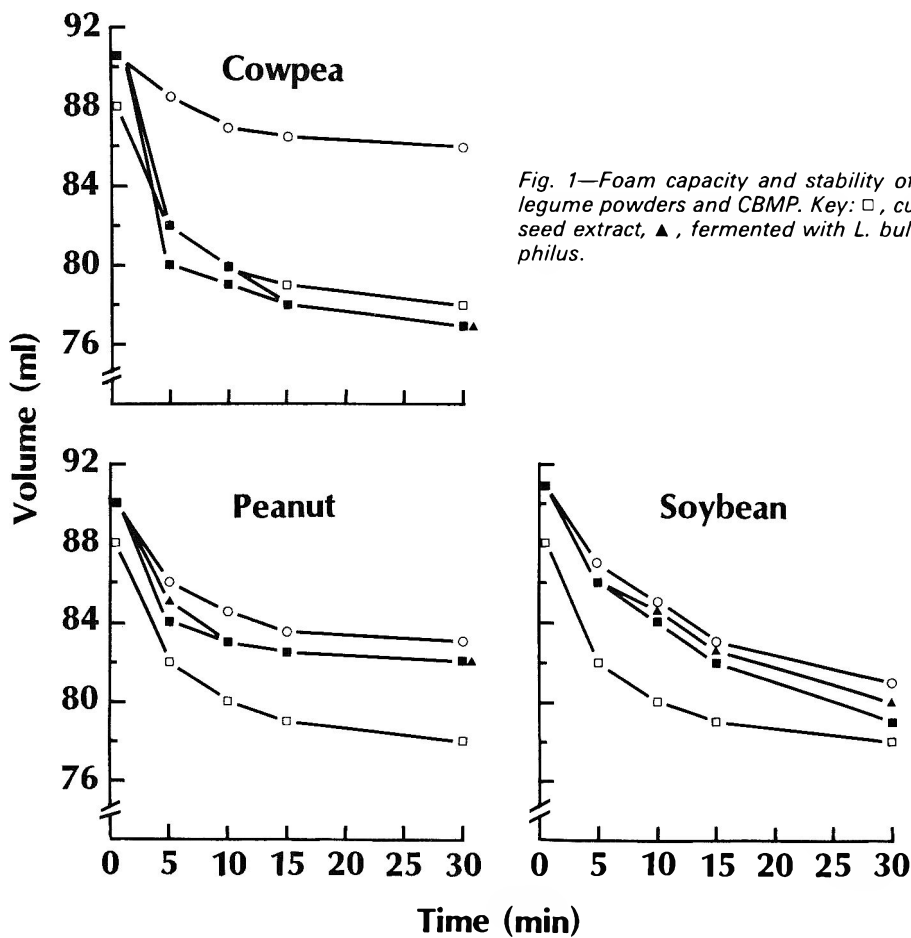 92
88
84
80
76
Cowpea
Fig. 1—Foam capacity and stability of
legume powders and CBMP. Key: □, cu
seed extract, ▲, fermented with L. bul
philus.
Volume (ml)
92
88
84
80
76
Peanut
0 5 10 15 20 25 30
Soybean
0 5 10 15 20 25 30
Time (min)